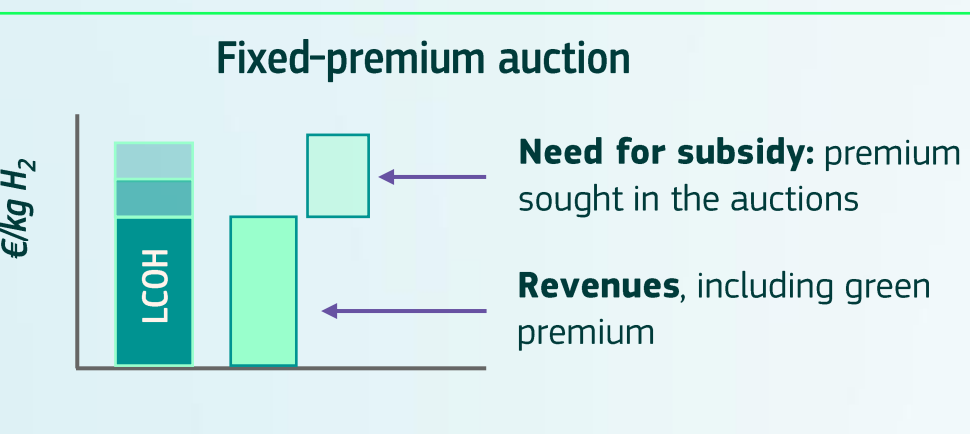 Fixed-premium auction
€/kg H₂
LCOH
Need for subsidy: premium
sought in the auctions
Revenues, including green
premium